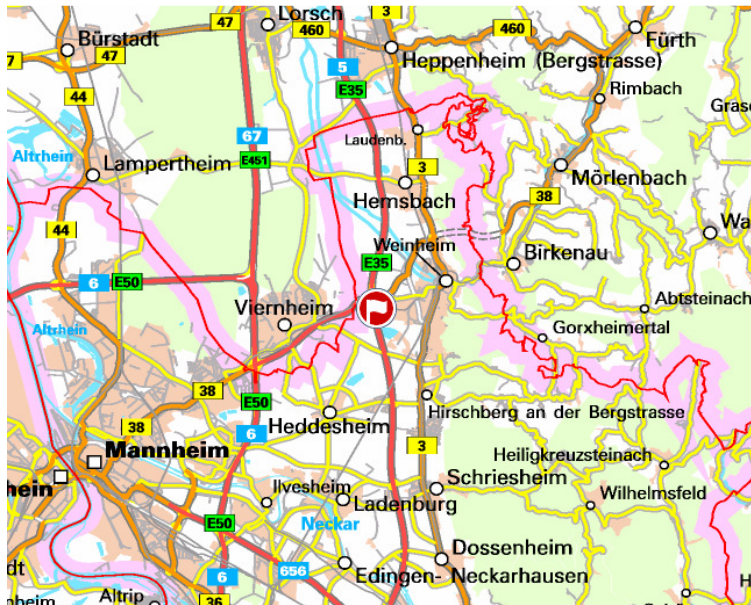 47
Lorsch
3
460
460
Fürth
Bürstadt
47
Heppenheim (Bergstrasse)
5
E35
44
Rimbach
67
Laudenb.
Altrhein
E451
3
Lampertheim
Mörlenbach
Hemsbach
38
44
Weinheim
Birkenau
E35
6
E50
Abtsteinach
Altrhein
Viernheim
Gorxheimertal
38
E50
Hirschberg an der Bergstrasse
38
Heddesheim
6
3
Mannheim
Heiligkreuzsteinach
hein
Schriesheim
Ilvesheim
Ladenburg
Wilhelmsfeld
E50
Neckar
Dossenheim
dt
6
656
Edingen-Neckarhausen
nheim
Altrip
36
H